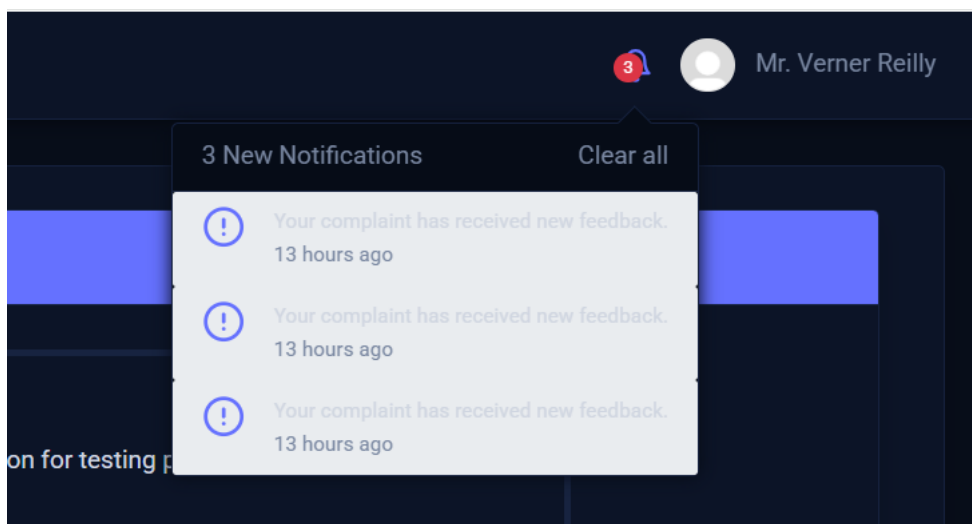 3
Mr. Verner Reilly
3 New Notifications
Clear all
Your complaint has received new feedback.
13 hours ago
Your complaint has received new feedback.
13 hours ago
Your complaint has received new feedback.
13 hours ago
on for testing